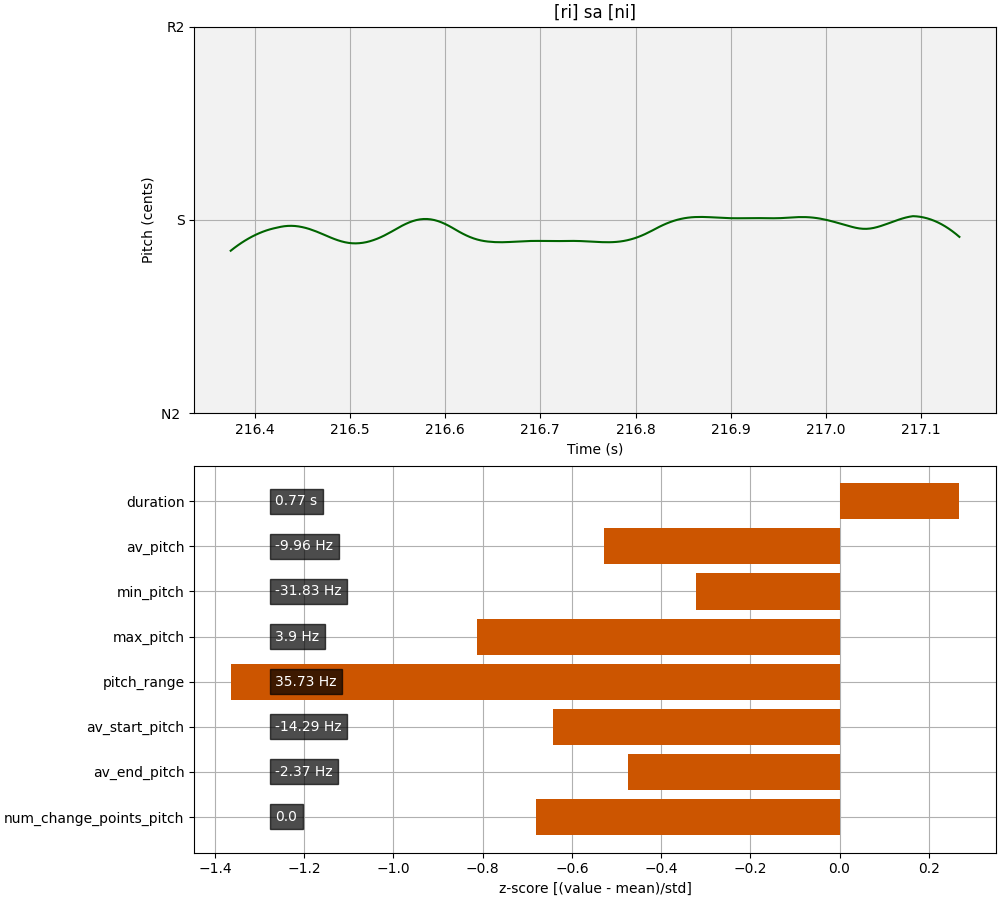 [ri] sa [ni]
R2
S
N2
Pitch (cents)
216.4 216.5 216.6 216.7 216.8 216.9 217.0 217.1
Time (s)
duration 0.77 s
av_pitch -9.96 Hz
min_pitch -31.83 Hz
max_pitch 3.9 Hz
pitch_range 35.73 Hz
av_start_pitch -14.29 Hz
av_end_pitch -2.37 Hz
num_change_points_pitch 0.0
−1.4 −1.2 −1.0 −0.8 −0.6 −0.4 −0.2 0.0 0.2
z-score [(value - mean)/std]